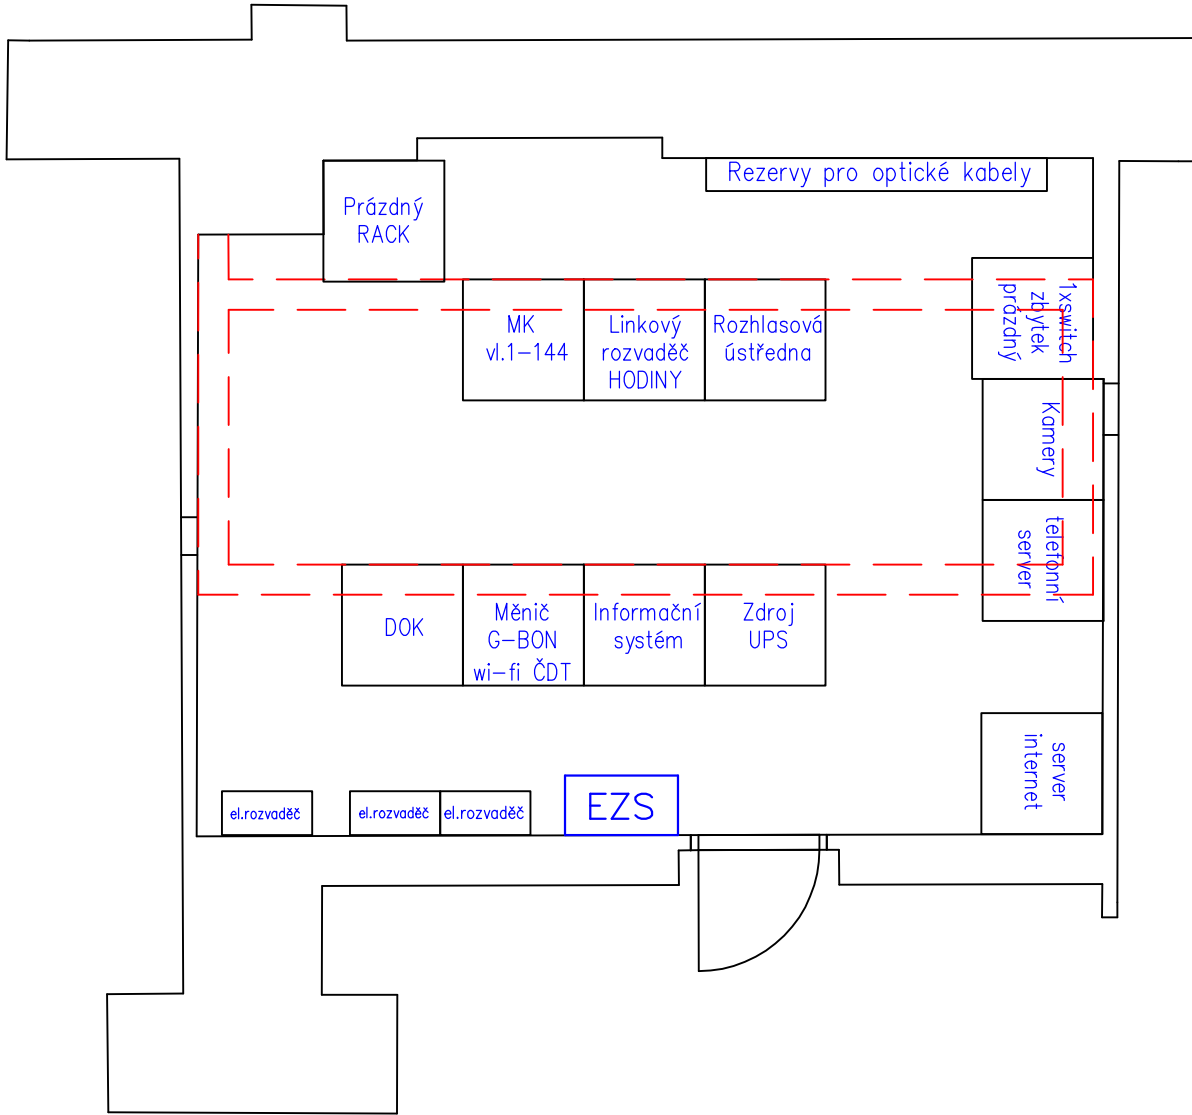 Rezervy pro optické kabely
Prázdný
RACK
MK
vl.1-144
Linkový
rozvaděč
HODINY
Rozhlasová
ústředna
1xswitch
zbytek
prázdný
Kamery
telefonní
server
DOK
Měnič
G-BON
wi-fi ČDT
Informační
systém
Zdroj
UPS
server
internet
el.rozvaděč
el.rozvaděč
el.rozvaděč
EZS